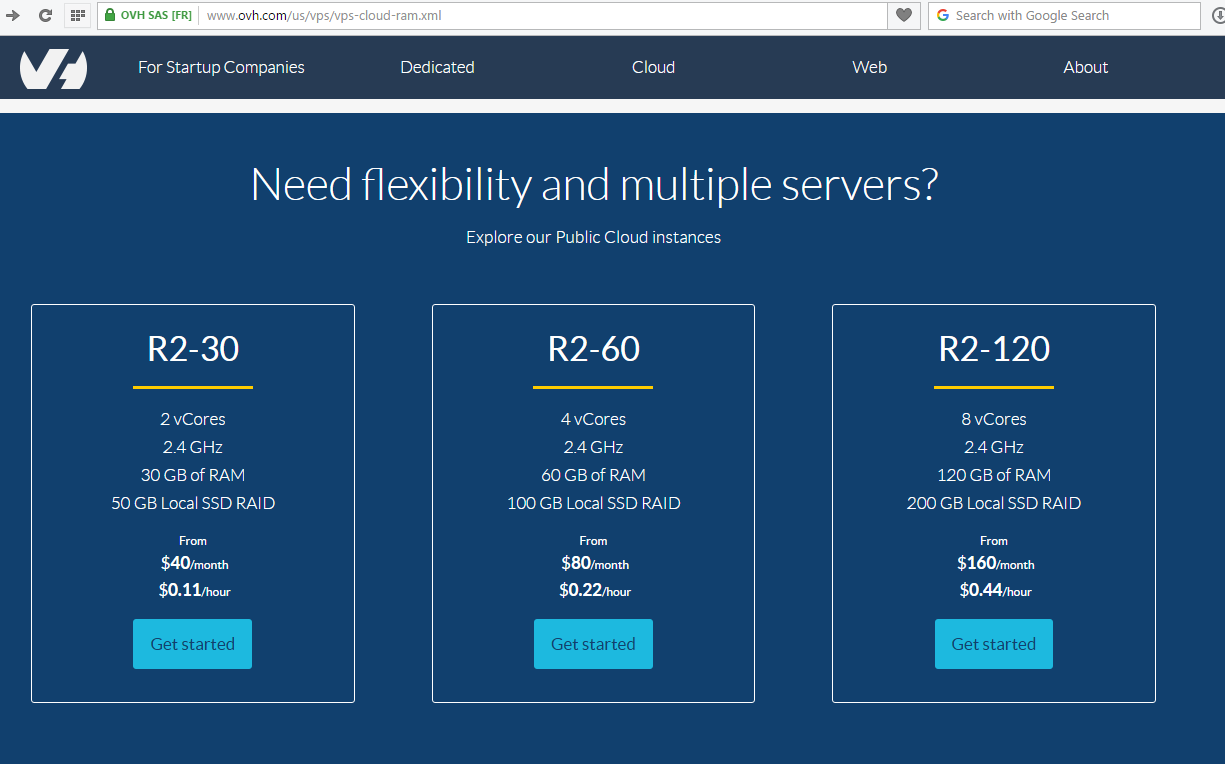 OVH SAS [FR]
www.ovh.com/us/vps/vps-cloud-ram.xml
Search with Google Search
For Startup Companies
Dedicated
Cloud
Web
About
Need flexibility and multiple servers?
Explore our Public Cloud instances
R2-30
2 vCores
2.4 GHz
30 GB of RAM
50 GB Local SSD RAID
From
$40/month
$0.11/hour
Get started
R2-60
4 vCores
2.4 GHz
60 GB of RAM
100 GB Local SSD RAID
From
$80/month
$0.22/hour
Get started
R2-120
8 vCores
2.4 GHz
120 GB of RAM
200 GB Local SSD RAID
From
$160/month
$0.44/hour
Get started